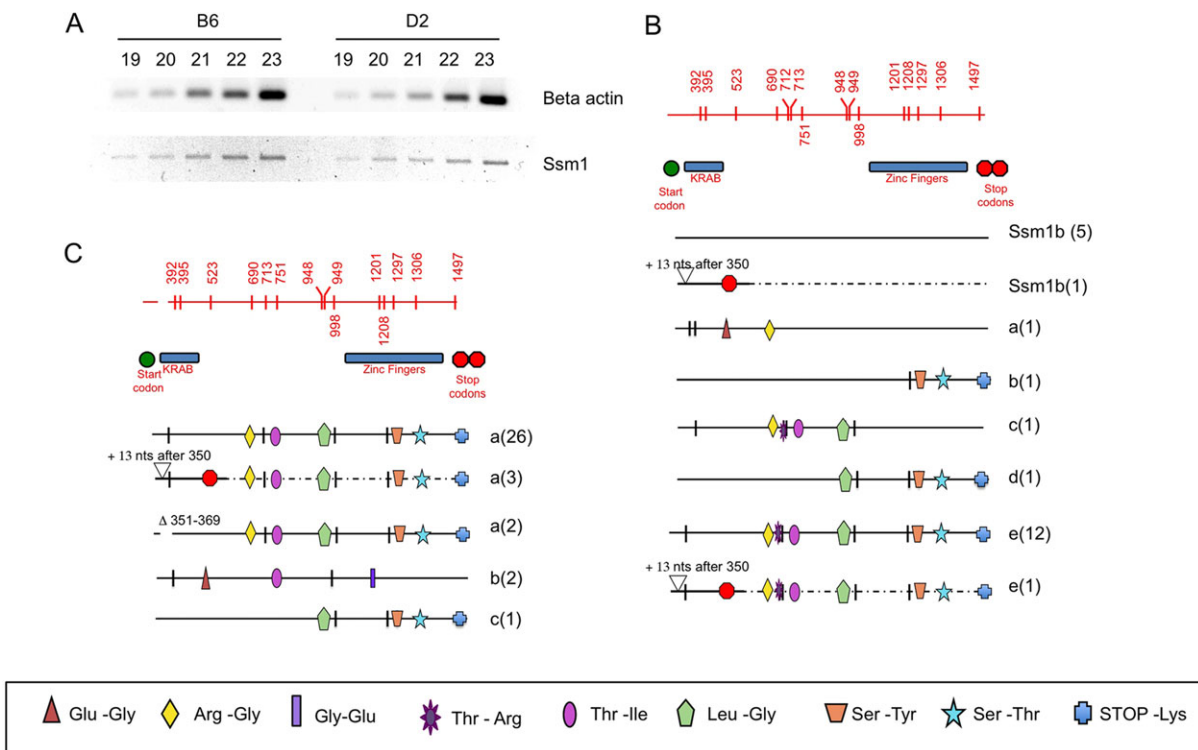 A
B6
D2
19 20 21 22 23
19 20 21 22 23
Beta actin
Ssm1
B
392
395
523
690
712
713
751
948
949
998
1201
1208
1297
1306
1497
Start codon
KRAB
Zinc Fingers
Stop codons
Ssm1b (5)
+ 13 nts after 350
Ssm1b(1)
a(1)
b(1)
c(1)
d(1)
e(12)
+ 13 nts after 350
e(1)
C
392
395
523
690
713
751
948
949
998
1201
1208
1297
1306
1497
Start codon
KRAB
Zinc Fingers
Stop codons
a(26)
+ 13 nts after 350
a(3)
Δ 351-369
a(2)
b(2)
c(1)
Glu -Gly
Arg -Gly
Gly-Glu
Thr - Arg
Thr -Ile
Leu -Gly
Ser -Tyr
Ser -Thr
STOP -Lys